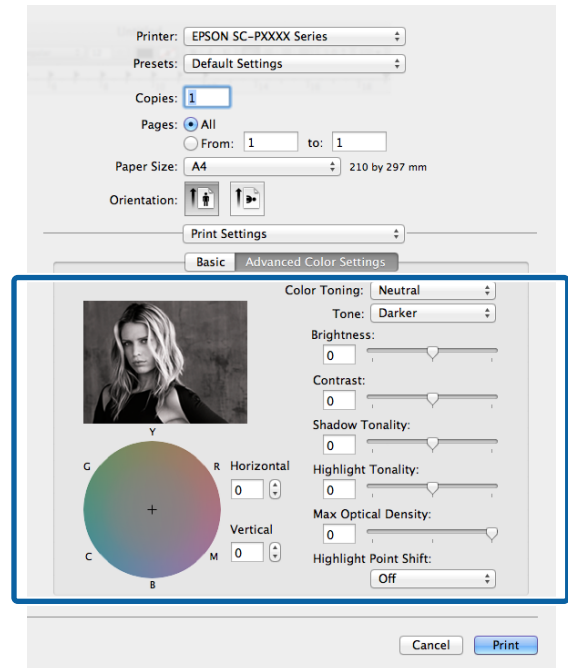 Printer: EPSON SC-PXXXX Series
Presets: Default Settings
Copies: 1
Pages: All
From: 1 to: 1
Paper Size: A4 210 by 297 mm
Orientation:
Print Settings
Basic Advanced Color Settings
Color Toning: Neutral
Tone: Darker
Brightness:
0
Contrast:
0
Shadow Tonality:
0
Highlight Tonality:
0
Max Optical Density:
0
Highlight Point Shift:
Off
Y
G R
C M
B
Horizontal
0
Vertical
0
Cancel Print